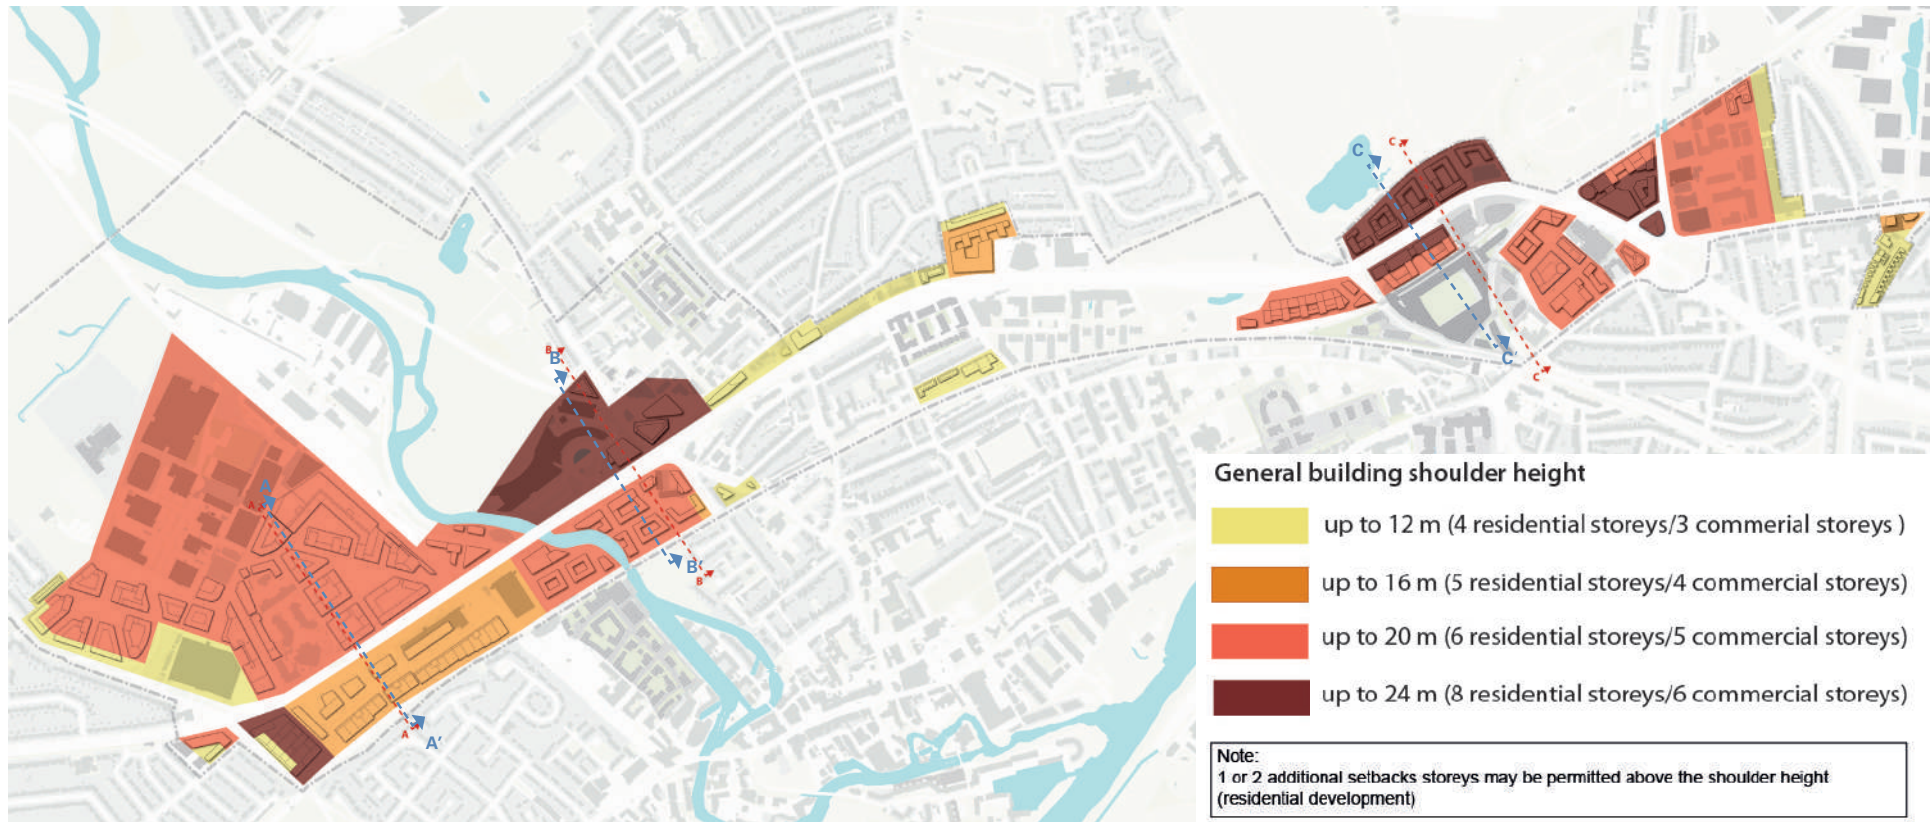 C
C
B
B
A
A
B'
B
C'
C
A
A'
General building shoulder height
up to 12 m (4 residential storeys/3 commerial storeys )
up to 16 m (5 residential storeys/4 commercial storeys)
up to 20 m (6 residential storeys/5 commercial storeys)
up to 24 m (8 residential storeys/6 commercial storeys)
Note:
1 or 2 additional setbacks storeys may be permitted above the shoulder height
(residential development)